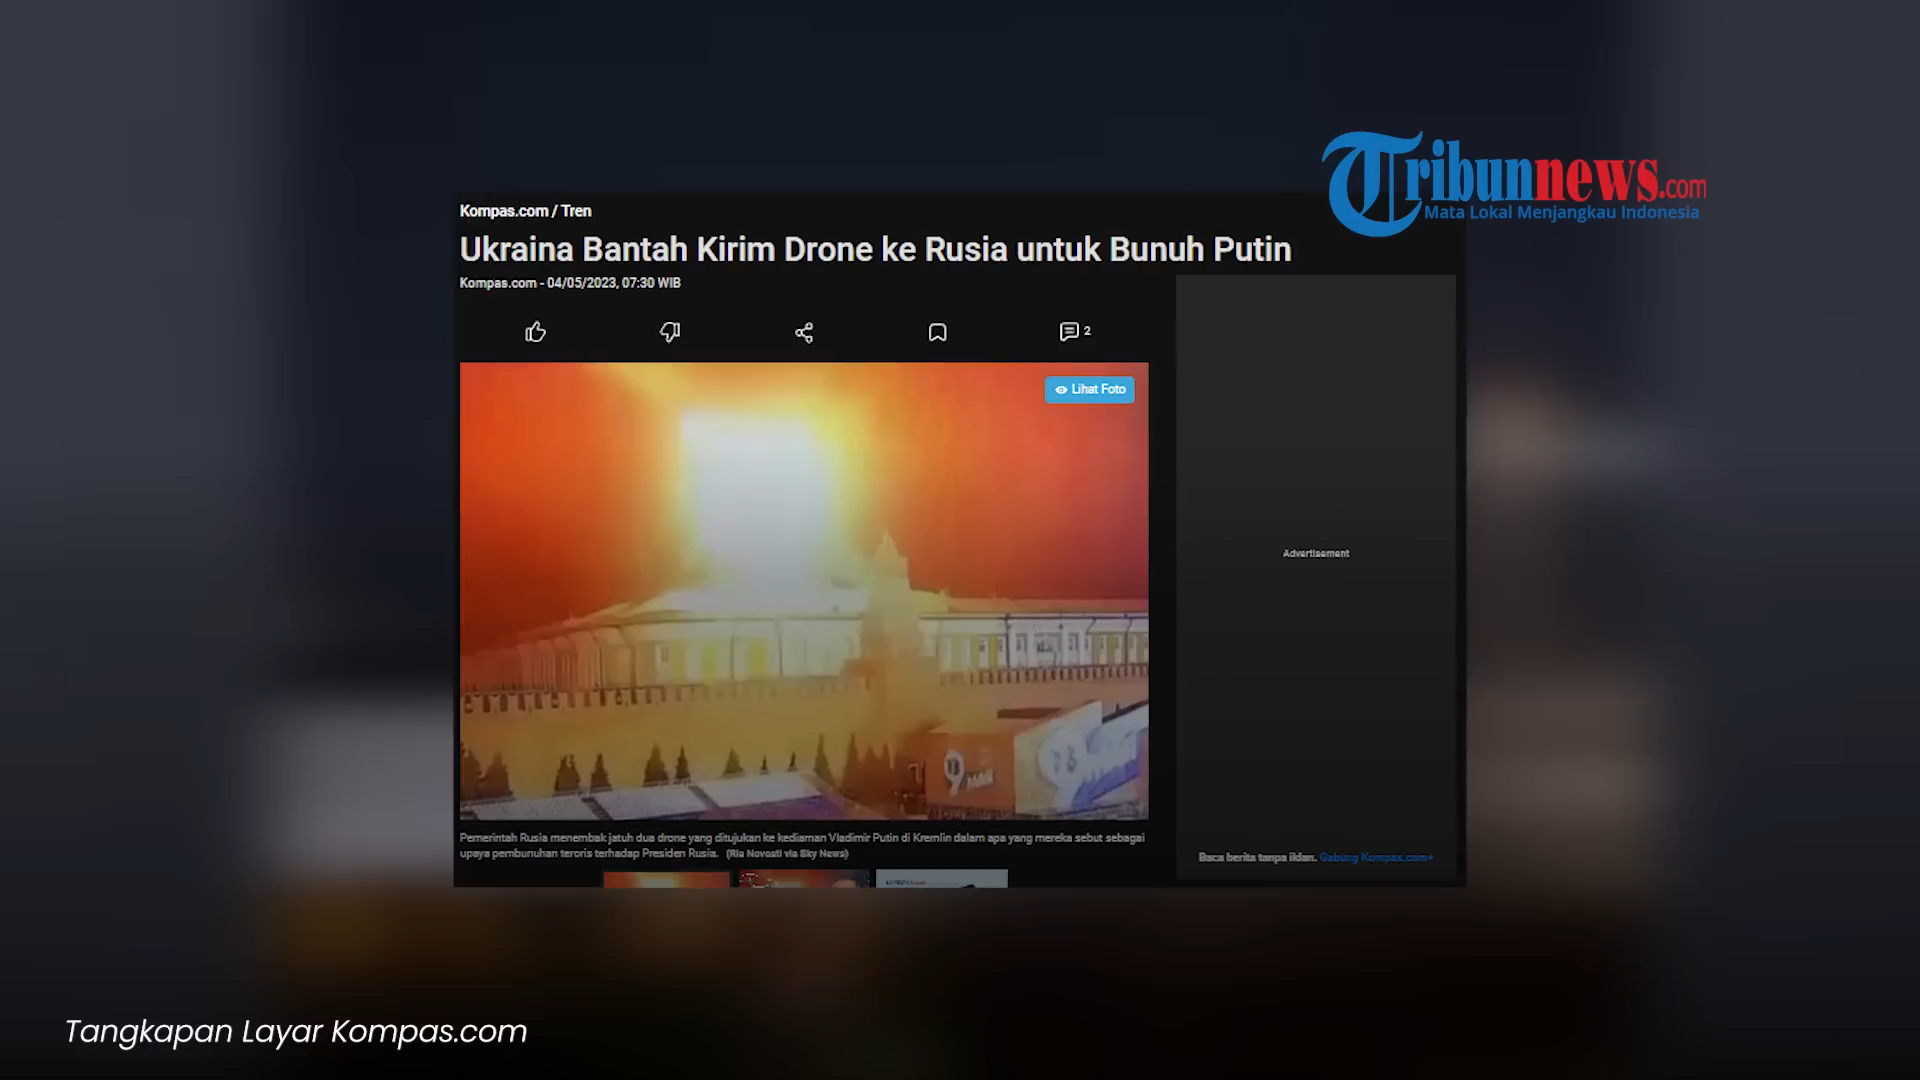 Tribunnews.com
Mata Lokal Menjangkau Indonesia
Kompas.com / Tren
Ukraina Bantah Kirim Drone ke Rusia untuk Bunuh Putin
Kompas.com - 04/05/2023, 07:30 WIB
2
Lihat Foto
Advertisement
Pemerintah Rusia menembak jatuh dua drone yang ditujukan ke kediaman Vladimir Putin di Kremlin dalam apa yang mereka sebut sebagai
upaya pembunuhan teroris terhadap Presiden Rusia. (Ria Novosti via Sky News)
Baca berita tanpa iklan. Gabung Kompas.com+
Tangkapan Layar Kompas.com